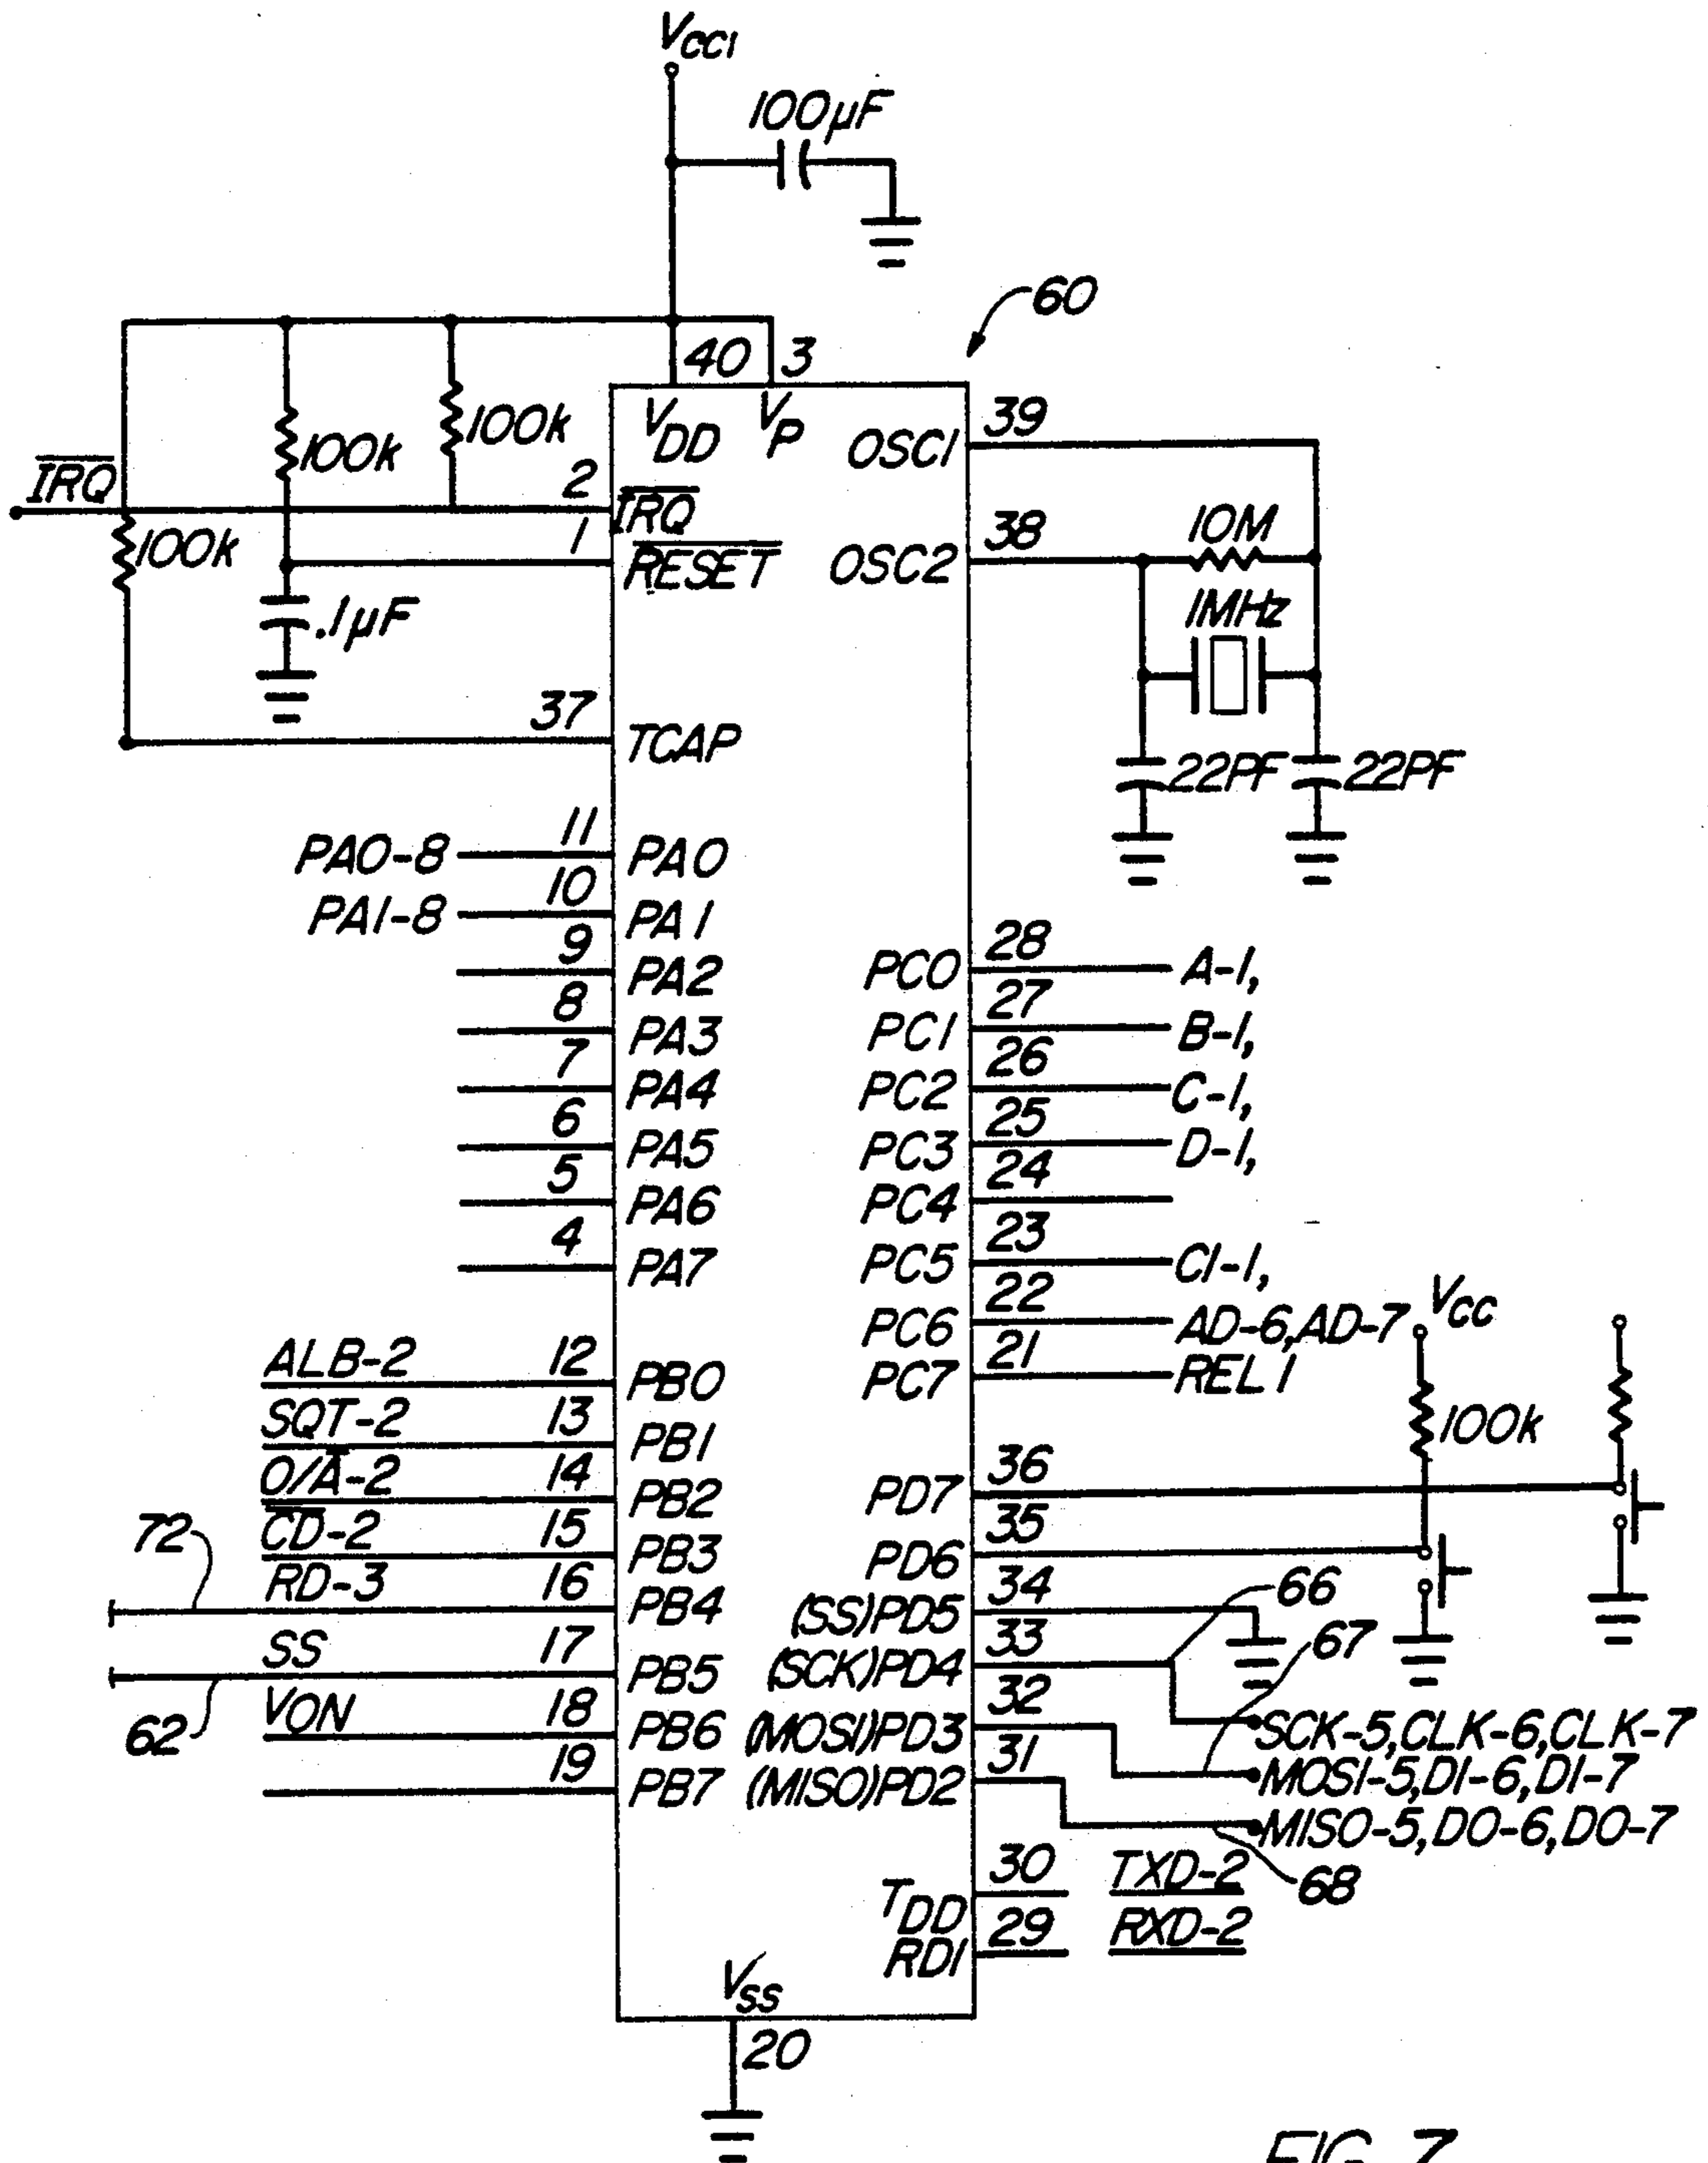 VCC1
100µF
60
40 3
VDD VP
OSC1 39
100k
100k
IRQ
2
IRQ
1
RESET
100k
.1µF
OSC2 38
10M
1MHz
22PF 22PF
37
TCAP
PA0-8 11 PA0
PA1-8 10 PA1
9 PA2
8 PA3
7 PA4
6 PA5
5 PA6
4 PA7
PC0 28 A-1,
PC1 27 B-1,
PC2 26 C-1,
PC3 25 D-1,
PC4 24
PC5 23 C1-1,
PC6 22 AD-6,AD-7
PC7 21 REL1
VCC
100k
ALB-2 12 PB0
SQT-2 13 PB1
O/A̅-2 14 PB2
C̅D̅-2 15 PB3
72 RD-3 16 PB4
SS 17 PB5
62 VON 18 PB6
19 PB7
PD7 36
PD6 35
(SS)PD5 34
66
(SCK)PD4 33
67
SCK-5,CLK-6,CLK-7
(MOSI)PD3 32
MOSI-5,DI-6,DI-7
(MISO)PD2 31
MISO-5,DO-6,DO-7
68
TDD 30 TXD-2
RDI 29 RXD-2
VSS
20
FIG. 7